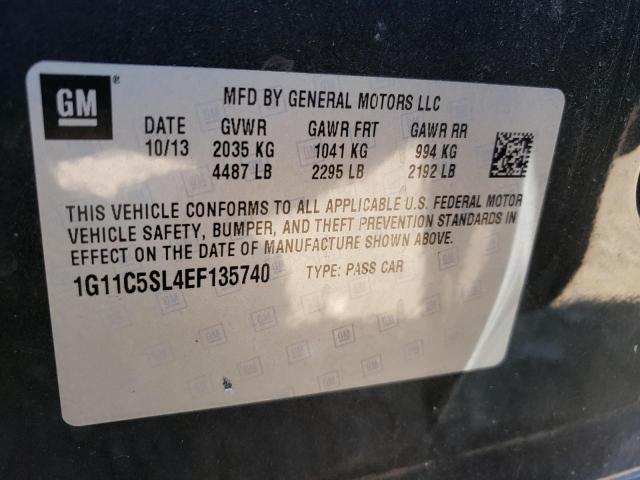 GM ®
MFD BY GENERAL MOTORS LLC
DATE GVWR GAWR FRT GAWR RR
10/13 2035 KG 1041 KG 994 KG
4487 LB 2295 LB 2192 LB
THIS VEHICLE CONFORMS TO ALL APPLICABLE U.S. FEDERAL MOTOR
VEHICLE SAFETY, BUMPER, AND THEFT PREVENTION STANDARDS IN
EFFECT ON THE DATE OF MANUFACTURE SHOWN ABOVE.
1G11C5SL4EF135740 TYPE: PASS CAR